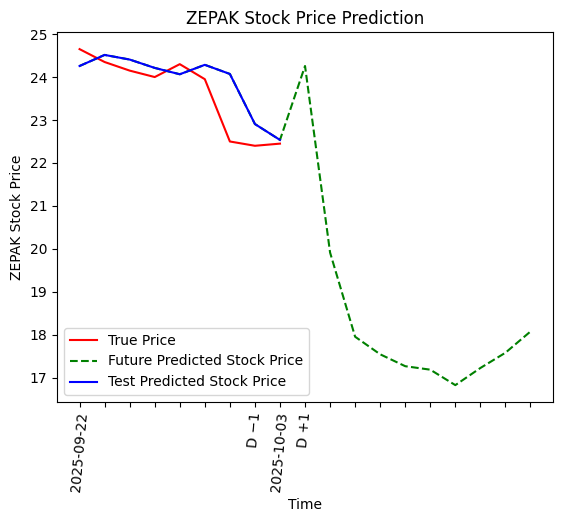 ZEPAK Stock Price Prediction
25
24
23
22
21
20
19
18
17
ZEPAK Stock Price
True Price
Future Predicted Stock Price
Test Predicted Stock Price
2025-09-22
D −1
2025-10-03
D +1
Time